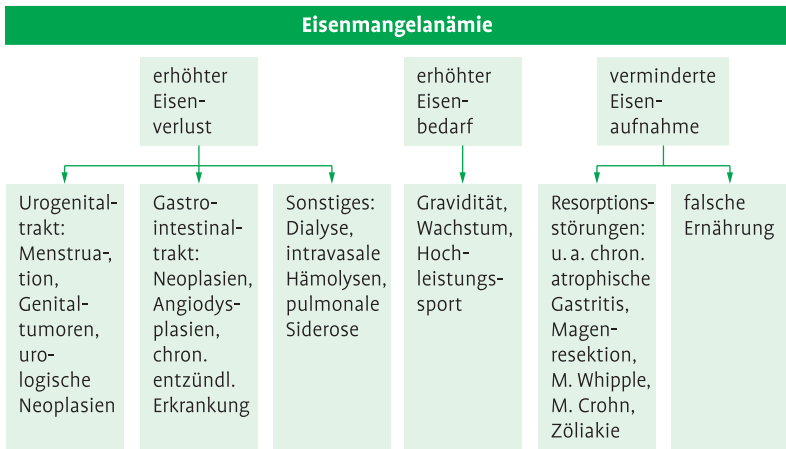 Eisenmangelanämie
erhöhter
Eisen-
verlust
erhöhter
Eisen-
bedarf
verminderte
Eisen-
aufnahme
Urogenital-
trakt:
Menstrua-,
tion,
Genital-
tumoren,
uro-
logische
Neoplasien
Gastro-
intestinal-
trakt:
Neoplasien,
Angiodys-
plasien,
chron.
entzündl.
Erkrankung
Sonstiges:
Dialyse,
intravasale
Hämolysen,
pulmonale
Siderose
Gravidität,
Wachstum,
Hoch-
leistungs-
sport
Resorptions-
störungen:
u. a. chron.
atrophische
Gastritis,
Magen-
resektion,
M. Whipple,
M. Crohn,
Zöliakie
falsche
Ernährung